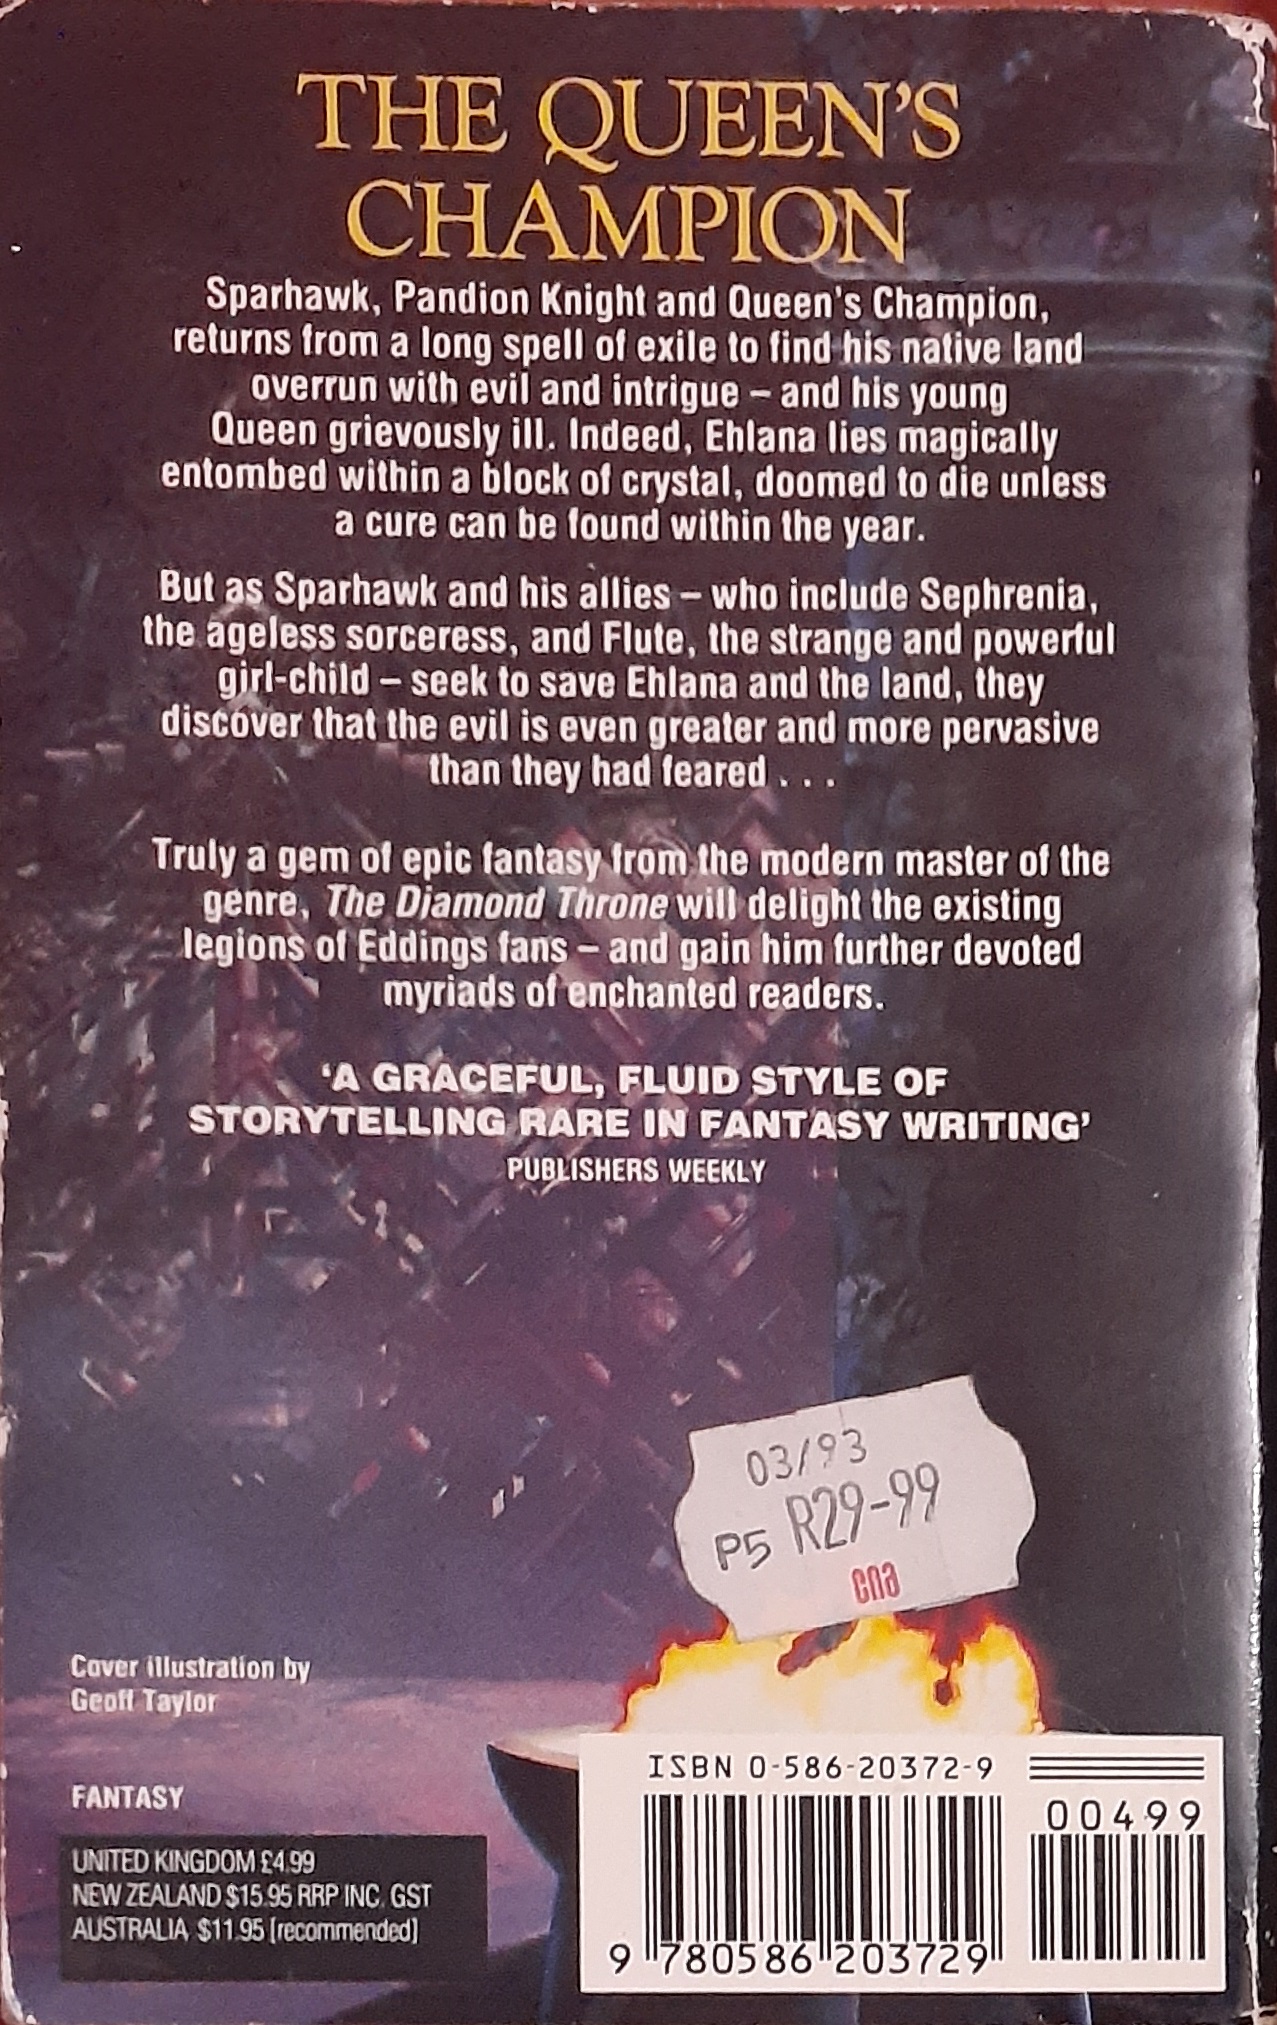 THE QUEEN'S
CHAMPION
Sparhawk, Pandion Knight and Queen's Champion,
returns from a long spell of exile to find his native land
overrun with evil and intrigue – and his young
Queen grievously ill. Indeed, Ehlana lies magically
entombed within a block of crystal, doomed to die unless
a cure can be found within the year.
But as Sparhawk and his allies – who include Sephrenia,
the ageless sorceress, and Flute, the strange and powerful
girl-child – seek to save Ehlana and the land, they
discover that the evil is even greater and more pervasive
than they had feared . . .
Truly a gem of epic fantasy from the modern master of the
genre, The Diamond Throne will delight the existing
legions of Eddings fans – and gain him further devoted
myriads of enchanted readers.
'A GRACEFUL, FLUID STYLE OF
STORYTELLING RARE IN FANTASY WRITING'
PUBLISHERS WEEKLY
03/93
P5 R29-99
cna
Cover illustration by
Geoff Taylor
FANTASY
UNITED KINGDOM £4.99
NEW ZEALAND $15.95 RRP INC. GST
AUSTRALIA $11.95 [recommended]
ISBN 0-586-20372-9
00499
9 780586 203729